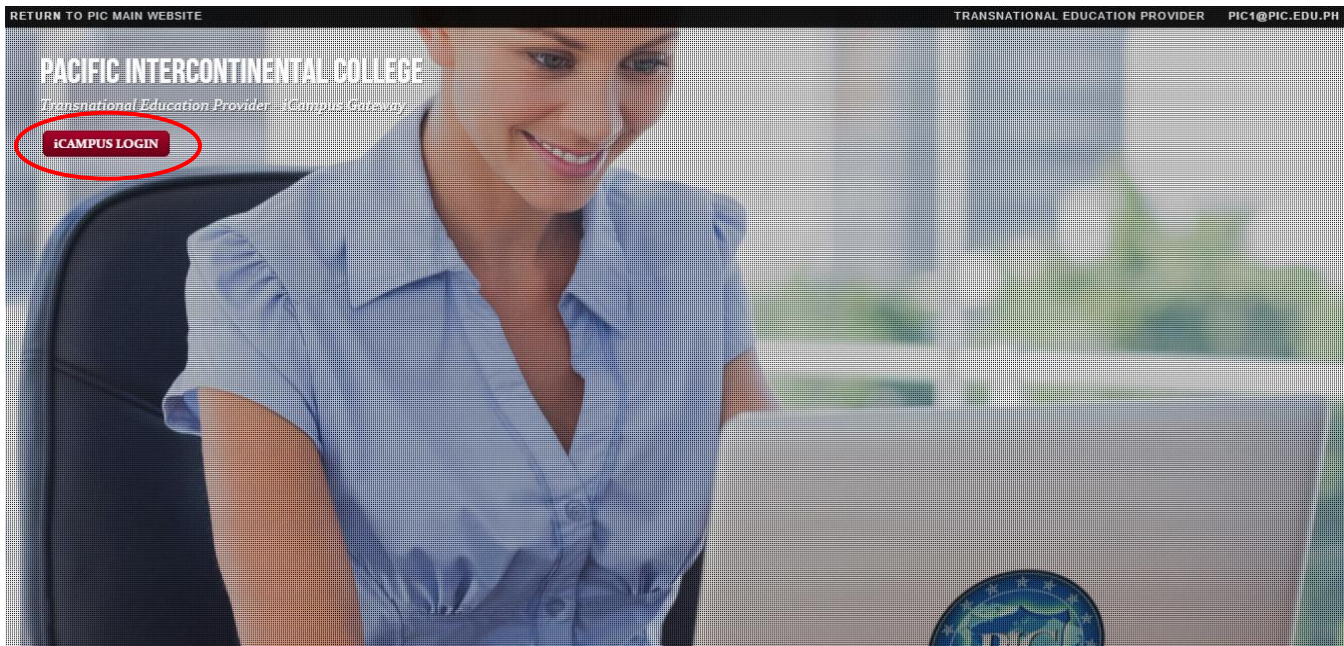 RETURN TO PIC MAIN WEBSITE
TRANSNATIONAL EDUCATION PROVIDER PIC1@PIC.EDU.PH
PACIFIC INTERCONTINENTAL COLLEGE
Transnational Education Provider - iCampus Gateway
iCAMPUS LOGIN
PIC